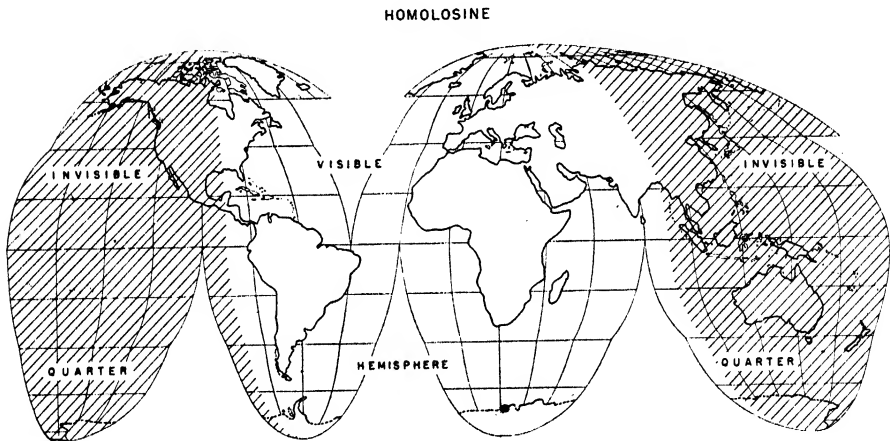 HOMOLOSINE
INVISIBLE
VISIBLE
INVISIBLE
QUARTER
HEMISPHERE
QUARTER